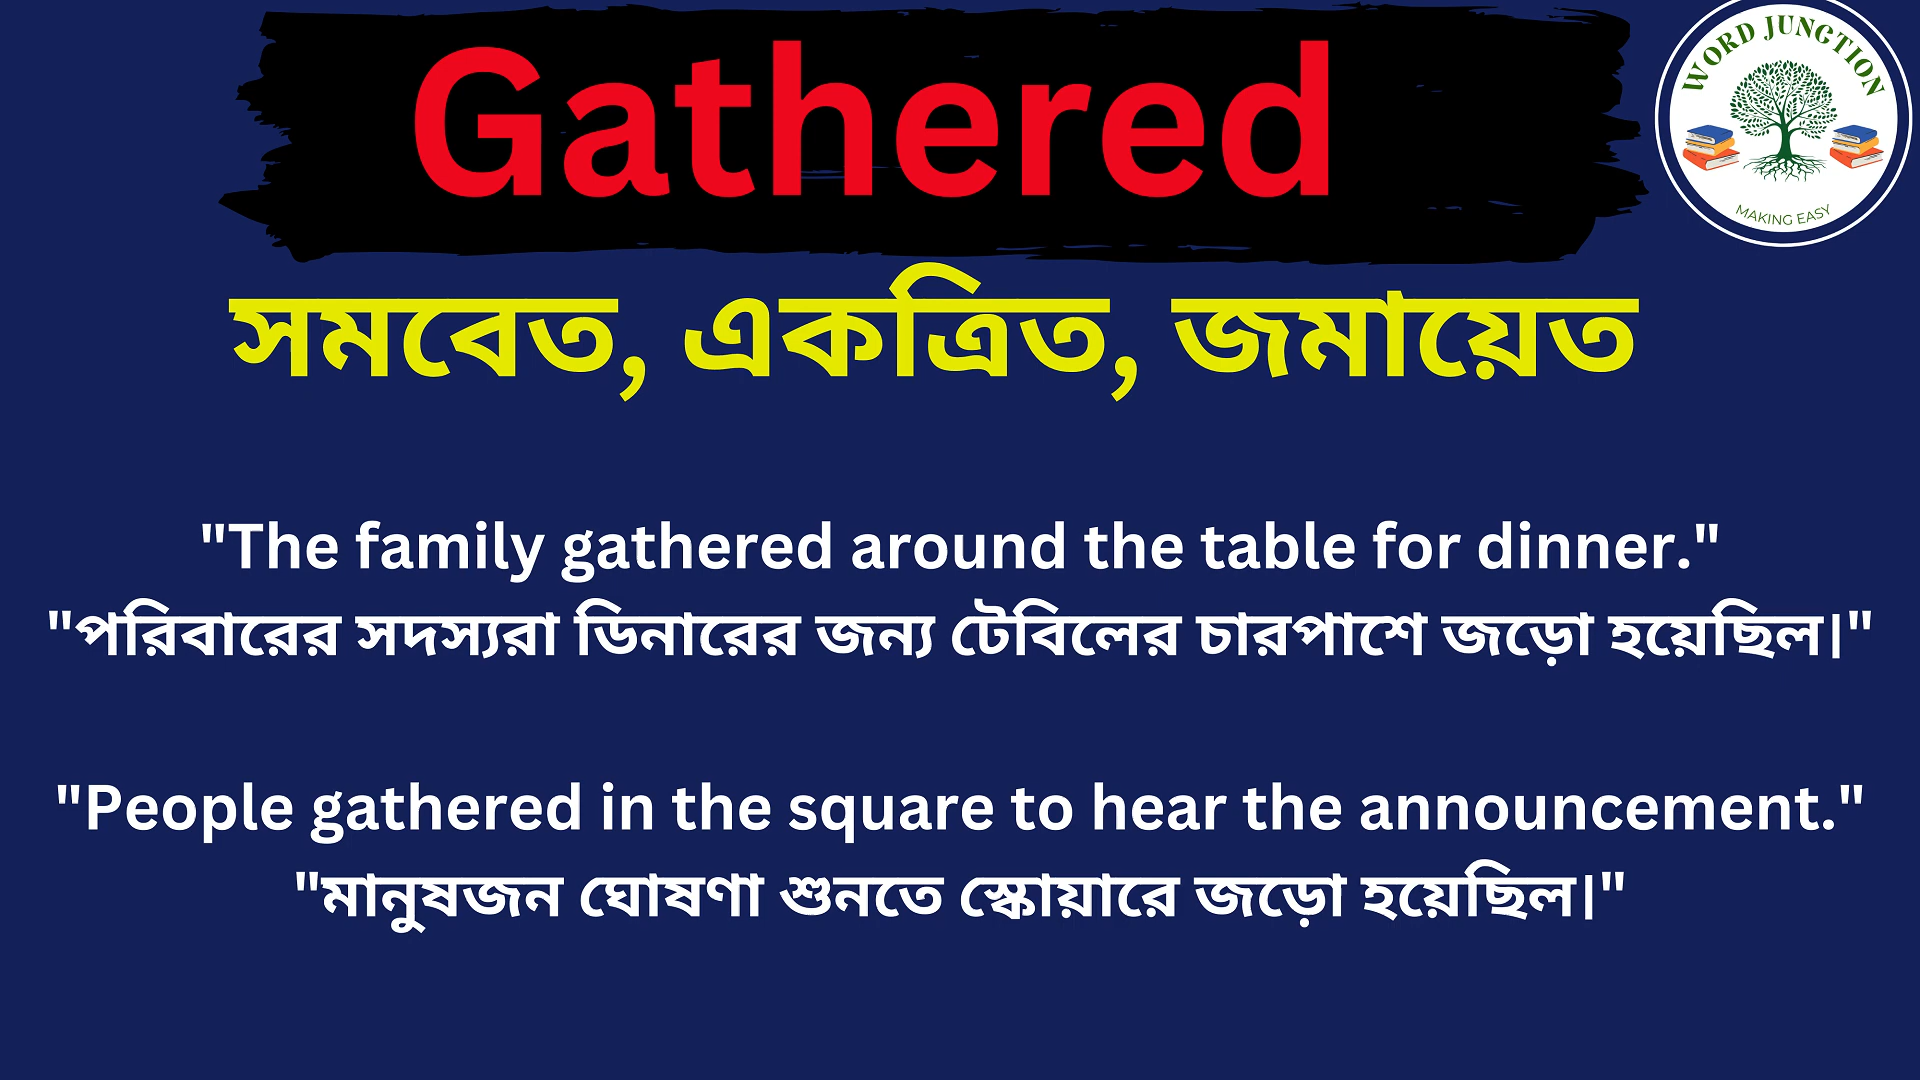 Gathered
WORD JUNCTION
MAKING EASY
সমবেত, একত্রিত, জমায়েত
"The family gathered around the table for dinner."
"পরিবারের সদস্যরা ডিনারের জন্য টেবিলের চারপাশে জড়ো হয়েছিল।"
"People gathered in the square to hear the announcement."
"মানুষজন ঘোষণা শুনতে স্কোয়ারে জড়ো হয়েছিল।"